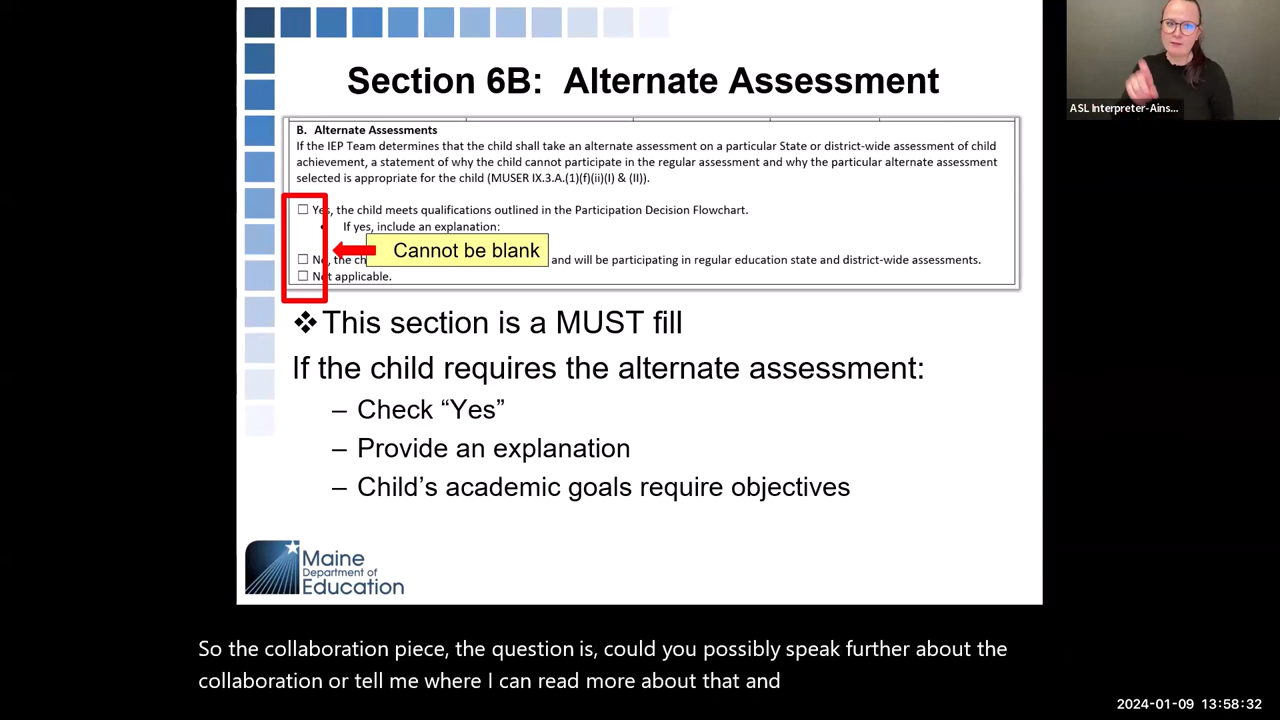 Section 6B: Alternate Assessment
ASL Interpreter-Ains...
B. Alternate Assessments
If the IEP Team determines that the child shall take an alternate assessment on a particular State or district-wide assessment of child
achievement, a statement of why the child cannot participate in the regular assessment and why the particular alternate assessment
selected is appropriate for the child (MUSER IX.3.A.(1)(f)(ii)(I) & (II)).
☐ Yes, the child meets qualifications outlined in the Participation Decision Flowchart.
If yes, include an explanation:
Cannot be blank
☐ No, the and will be participating in regular education state and district-wide assessments.
☐ Not applicable.
❖ This section is a MUST fill
If the child requires the alternate assessment:
– Check “Yes”
– Provide an explanation
– Child’s academic goals require objectives
Maine
Department of
Education
So the collaboration piece, the question is, could you possibly speak further about the
collaboration or tell me where I can read more about that and
2024-01-09 13:58:32